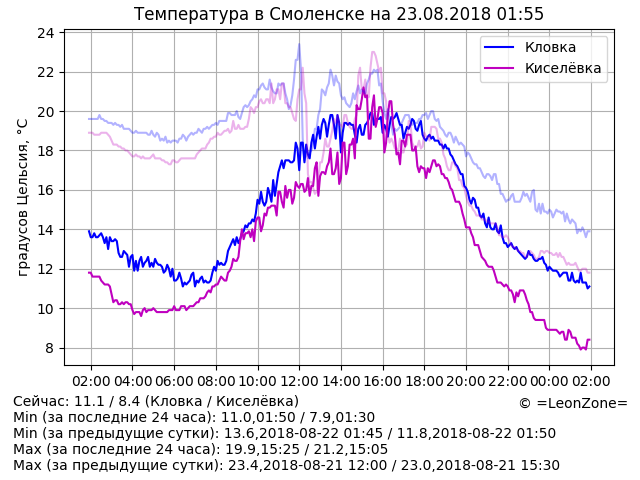 Температура в Смоленске на 23.08.2018 01:55
Кловка
Киселёвка
градусов Цельсия, °C
24
22
20
18
16
14
12
10
8
02:00 04:00 06:00 08:00 10:00 12:00 14:00 16:00 18:00 20:00 22:00 00:00 02:00
Сейчас: 11.1 / 8.4 (Кловка / Киселёвка)
© =LeonZone=
Min (за последние 24 часа): 11.0,01:50 / 7.9,01:30
Min (за предыдущие сутки): 13.6,2018-08-22 01:45 / 11.8,2018-08-22 01:50
Max (за последние 24 часа): 19.9,15:25 / 21.2,15:05
Max (за предыдущие сутки): 23.4,2018-08-21 12:00 / 23.0,2018-08-21 15:30